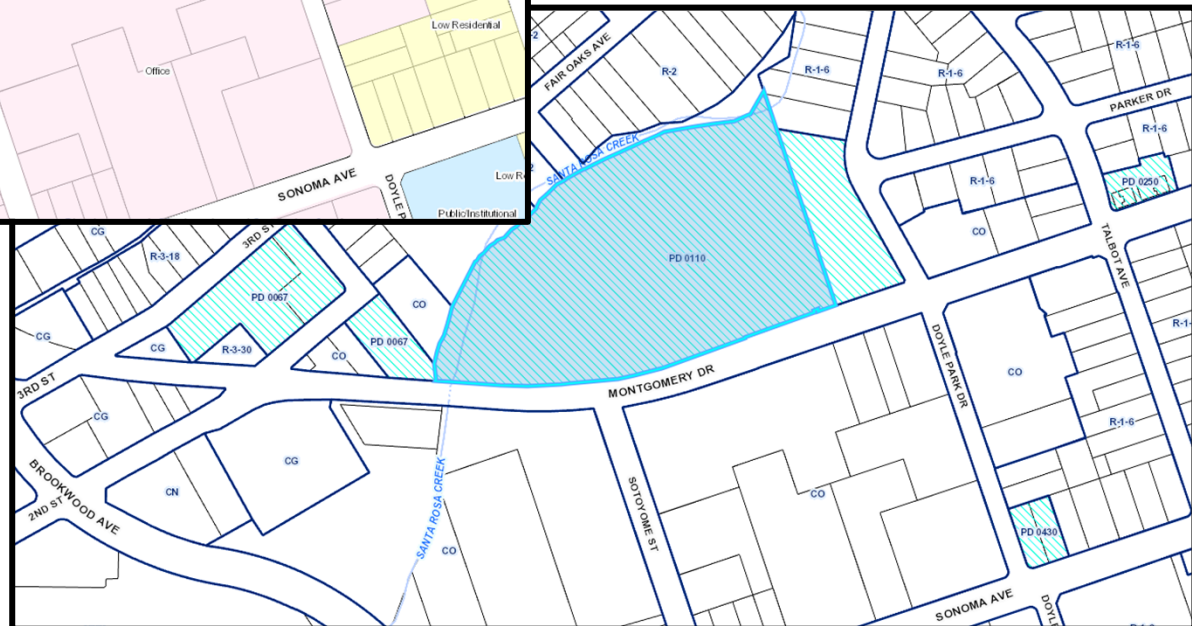 Low Residential
Office
SONOMA AVE
Public/Institutional
FAIR OAKS AVE
R-2
R-1-6
R-1-6
R-1-6
PARKER DR
R-1-6
SANTA ROSA CREEK
R-1-6
PD 0250
CG
3RD ST
R-3-18
CO
TALBOT AVE
PD 0110
PD 0067
CO
CG
PD 0067
CG
R-3-30
CO
DOYLE PARK DR
MONTGOMERY DR
CO
3RD ST
CG
R-1-6
CG
BROOKWOOD AVE
CN
2ND ST
SANTA ROSA CREEK
SOTOYOME ST
CO
CO
PD 0430
SONOMA AVE